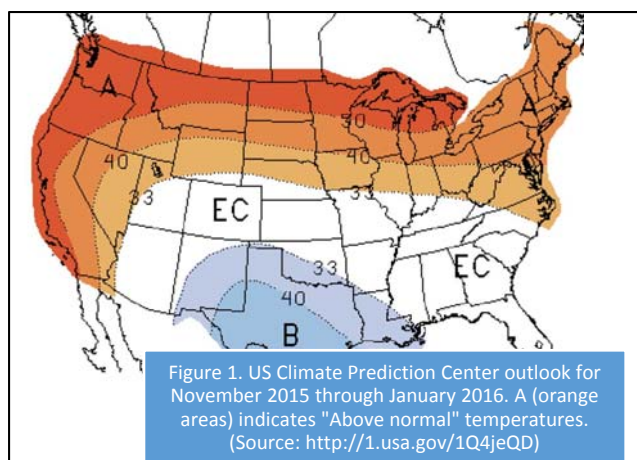 A
A
50
40
40
33
33
EC
EC
33
40
B
Figure 1. US Climate Prediction Center outlook for
November 2015 through January 2016. A (orange
areas) indicates "Above normal" temperatures.
(Source: http://1.usa.gov/1Q4jeQD)